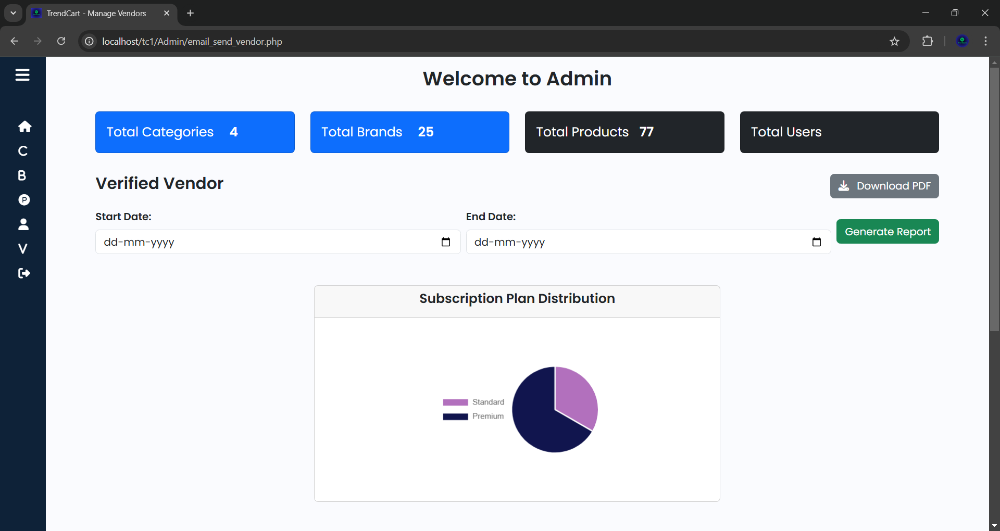 TrendCart - Manage Vendors
localhost/tc1/Admin/email_send_vendor.php
Welcome to Admin
Total Categories 4
Total Brands 25
Total Products 77
Total Users
C
B
P
V
Verified Vendor
Download PDF
Start Date:
End Date:
dd-mm-yyyy
dd-mm-yyyy
Generate Report
Subscription Plan Distribution
Standard
Premium